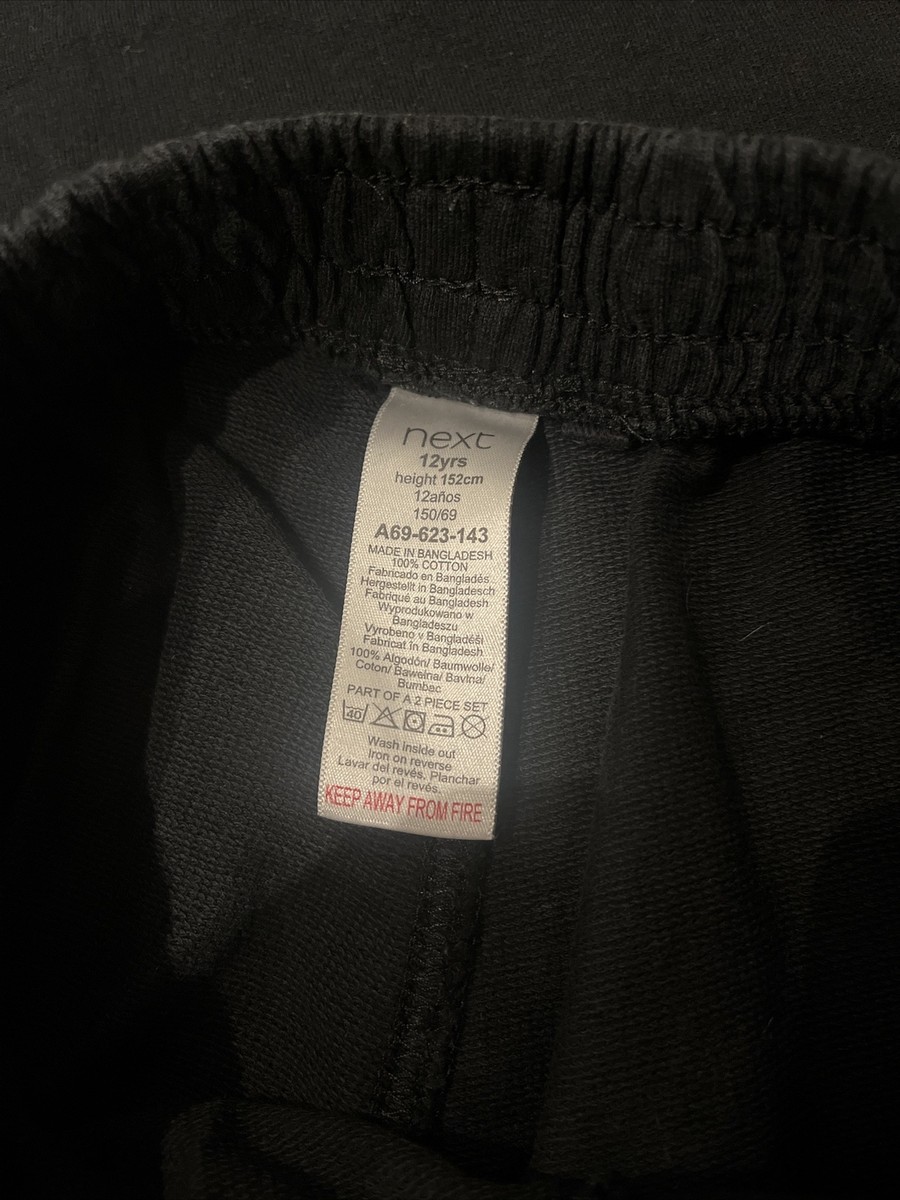 next
12yrs
height 152cm
12años
150/69
A69-623-143
MADE IN BANGLADESH
100% COTTON
Fabricado en Bangladés
Hergestellt in Bangladesch
Fabriqué au Bangladesh
Wyprodukowano w
Bangladeszu
Vyrobeno v Bangladéši
Fabricat in Bangladesh
100% Algodón/ Baumwolle/
Coton/ Bawełna/ Bavlna/
Bumbac
PART OF A 2 PIECE SET
40
Wash inside out
Iron on reverse
Lavar del revés. Planchar
por el revés.
KEEP AWAY FROM FIRE